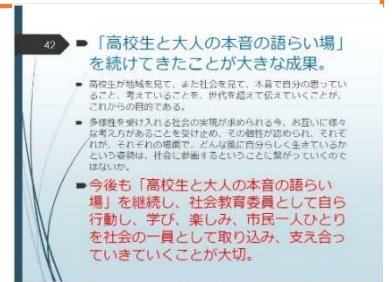 42
「高校生と大人の本音の語らい場」
を続けてきたことが大きな成果。
高校生が地域を見て、また社会を見て、本音で自分の思ってい
ること、考えていることを、世代を超えて伝えていくことが、
これからの目的である。
多様性を受け入れる社会の実現が求められる今、お互いに様々
な考え方があることを受け止め、その個性が認められ、それぞ
れが、それぞれの場面で、どんな風に自分らしく生きているか
という姿勢は、社会に参画するということに繋がっていくので
はないか。
今後も「高校生と大人の本音の語らい
場」を継続し、社会教育委員として自ら
行動し、学び、楽しみ、市民一人ひとり
を社会の一員として取り込み、支え合っ
ていきていくことが大切。